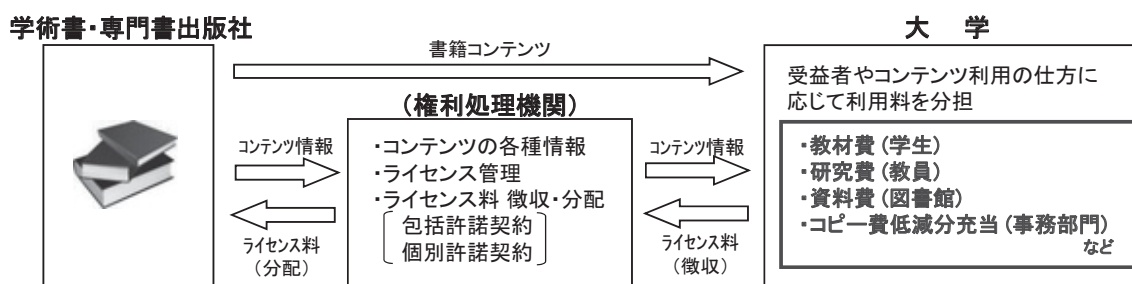 学術書・専門書出版社
書籍コンテンツ
コンテンツ情報
ライセンス料
（分配）
（権利処理機関）
・コンテンツの各種情報
・ライセンス管理
・ライセンス料 徴収・分配
包括許諾契約
個別許諾契約
コンテンツ情報
ライセンス料
（徴収）
大　学
受益者やコンテンツ利用の仕方に
応じて利用料を分担
・教材費（学生）
・研究費（教員）
・資料費（図書館）
・コピー費低減分充当（事務部門）
など